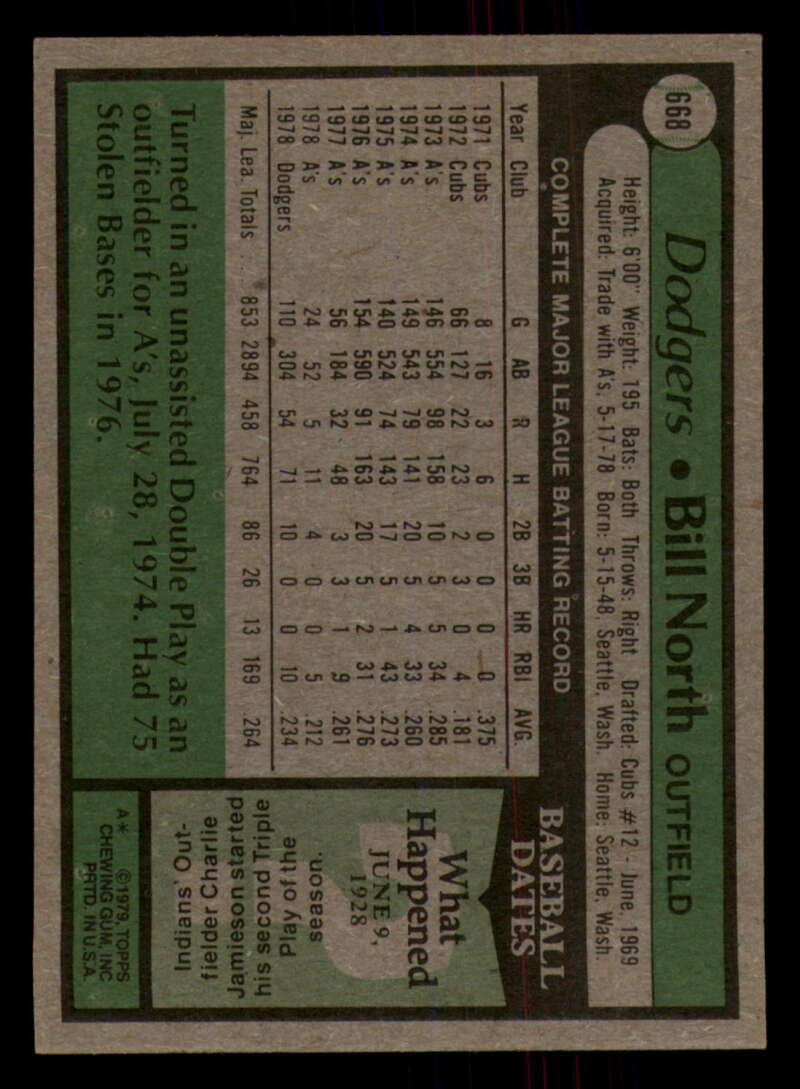 668
Dodgers • Bill North OUTFIELD
Height: 6'00" Weight: 195 Bats: Both Throws: Right Drafted: Cubs #12 - June, 1969
Acquired: Trade with A's, 5-17-78 Born: 5-15-48, Seattle, Wash. Home: Seattle, Wash.
COMPLETE MAJOR LEAGUE BATTING RECORD
Year Club G AB R H 2B 3B HR RBI AVG.
1971 Cubs 8 16 3 6 0 0 0 0 .375
1972 Cubs 66 127 22 23 2 3 0 4 .181
1973 A's 146 554 98 158 10 5 5 34 .285
1974 A's 149 543 79 141 20 5 4 33 .260
1975 A's 140 524 74 143 17 5 1 43 .273
1976 A's 154 590 91 163 20 5 2 31 .276
1977 A's 56 184 32 48 3 3 1 9 .261
1978 A's 24 52 5 11 4 0 0 5 .212
1978 Dodgers 110 304 54 71 10 0 0 10 .234
Maj. Lea. Totals 853 2894 458 764 86 26 13 169 .264
Turned in an unassisted Double Play as an
outfielder for A's, July 28, 1974. Had 75
Stolen Bases in 1976.
BASEBALL
DATES
What
Happened
JUNE 9,
1928
Indians' Out-
fielder Charlie
Jamieson started
his second Triple
Play of the
season.
A* ©1979, TOPPS
CHEWING GUM, INC
PRTD. IN U.S.A.